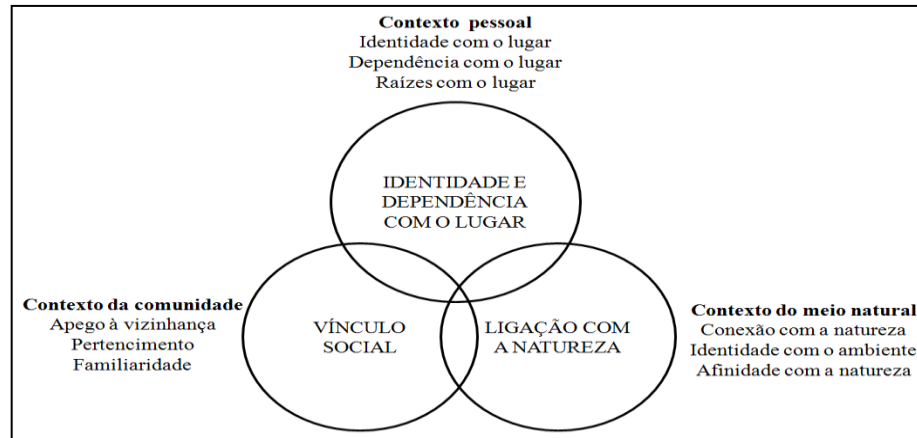 Contexto pessoal
Identidade com o lugar
Dependência com o lugar
Raízes com o lugar
IDENTIDADE E
DEPENDÊNCIA
COM O LUGAR
Contexto da comunidade
Apego à vizinhança
Pertencimento
Familiaridade
VÍNCULO
SOCIAL
LIGAÇÃO COM
A NATUREZA
Contexto do meio natural
Conexão com a natureza
Identidade com o ambiente
Afinidade com a natureza